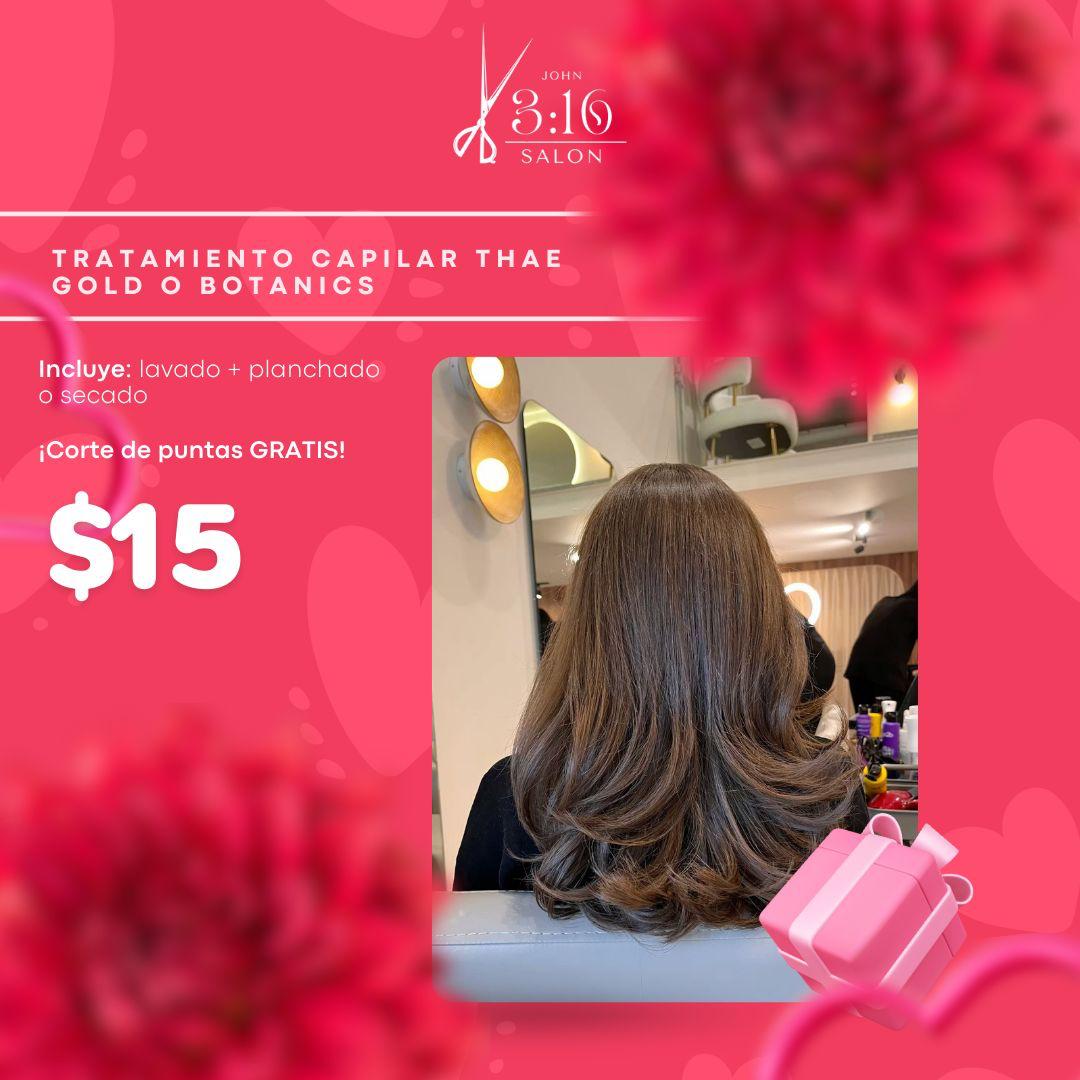 JOHN
3:16
SALON
TRATAMIENTO CAPILAR THAE
GOLD O BOTANICS
Incluye: lavado + planchado
o secado
¡Corte de puntas GRATIS!
$15